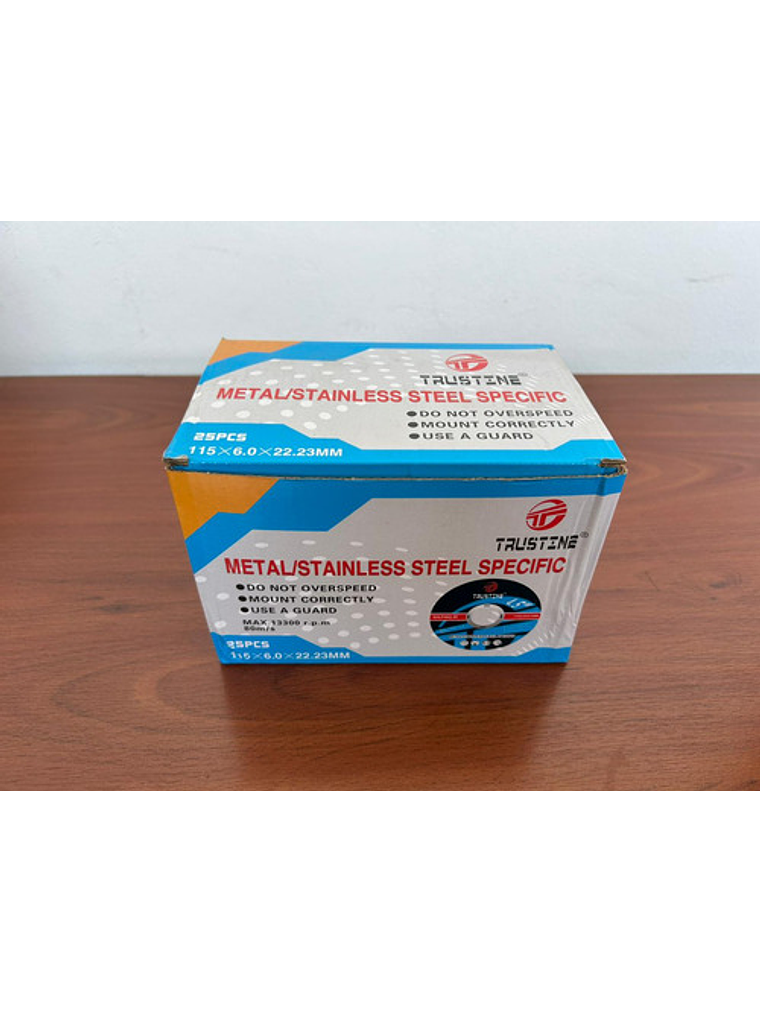 TRUSTINE®
METAL/STAINLESS STEEL SPECIFIC
●DO NOT OVERSPEED
●MOUNT CORRECTLY
●USE A GUARD
25PCS
115×6.0×22.23MM
TRUSTINE®
METAL/STAINLESS STEEL SPECIFIC
●DO NOT OVERSPEED
●MOUNT CORRECTLY
●USE A GUARD
MAX 13300 r.p.m
80m/s
25PCS
115×6.0×22.23MM
TRUSTINE